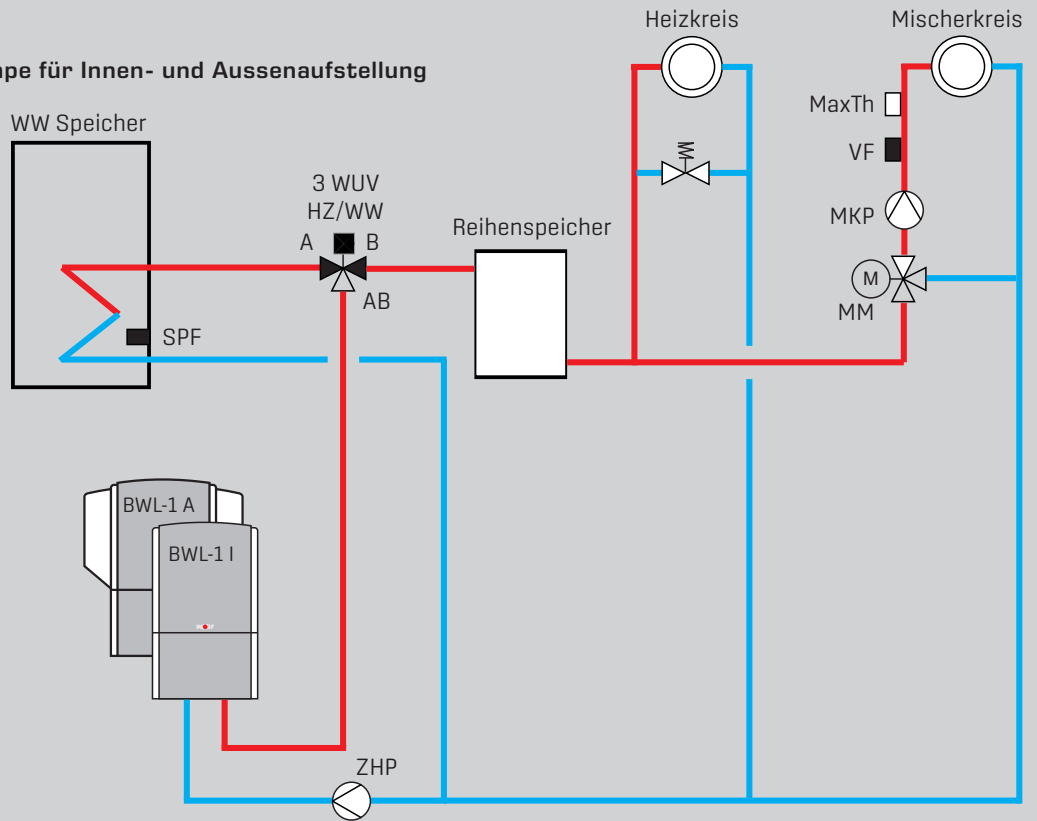 Heizkreis
Mischerkreis
pe für Innen- und Aussenaufstellung
MaxTh
WW Speicher
VF
3 WUV
HZ/WW
MKP
Reihenspeicher
A
B
M
AB
MM
SPF
BWL-1 A
BWL-1 I
ZHP